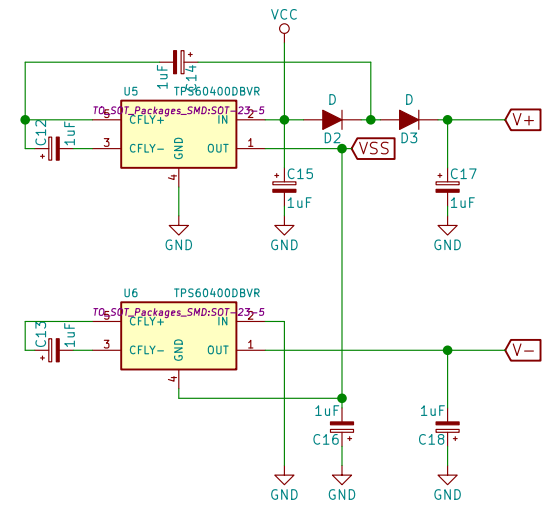 VCC
1uF
C14
U5 TPS60400DBVR
TO_SOT_Packages_SMD:SOT-23-5
C12
1uF
5 CFLY+ IN 2
3 CFLY- OUT 1
GND
4
D
D2
D
D3
V+
VSS
C15
1uF
C17
1uF
GND
GND
GND
U6 TPS60400DBVR
TO_SOT_Packages_SMD:SOT-23-5
C13
1uF
5 CFLY+ IN 2
3 CFLY- OUT 1
GND
4
V-
1uF
C16
1uF
C18
GND
GND
GND